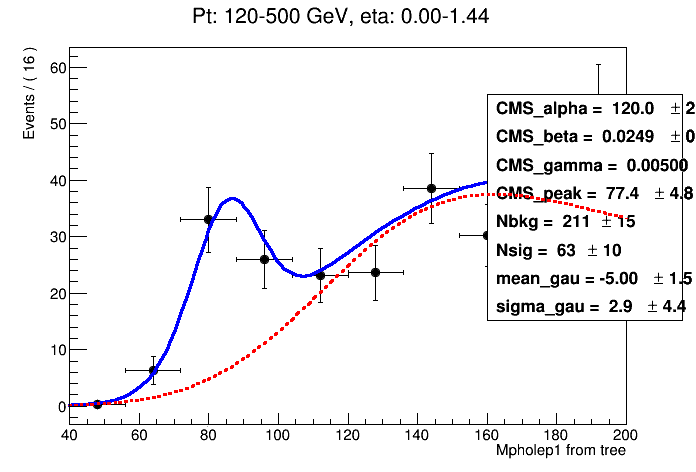 Pt: 120-500 GeV, eta: 0.00-1.44
Events / ( 16 )
60
50
40
30
20
10
0
CMS_alpha = 120.0 ± 2
CMS_beta = 0.0249 ± 0
CMS_gamma = 0.00500
CMS_peak = 77.4 ± 4.8
Nbkg = 211 ± 15
Nsig = 63 ± 10
mean_gau = -5.00 ± 1.5
sigma_gau = 2.9 ± 4.4
40 60 80 100 120 140 160 180 200
Mpholep1 from tree